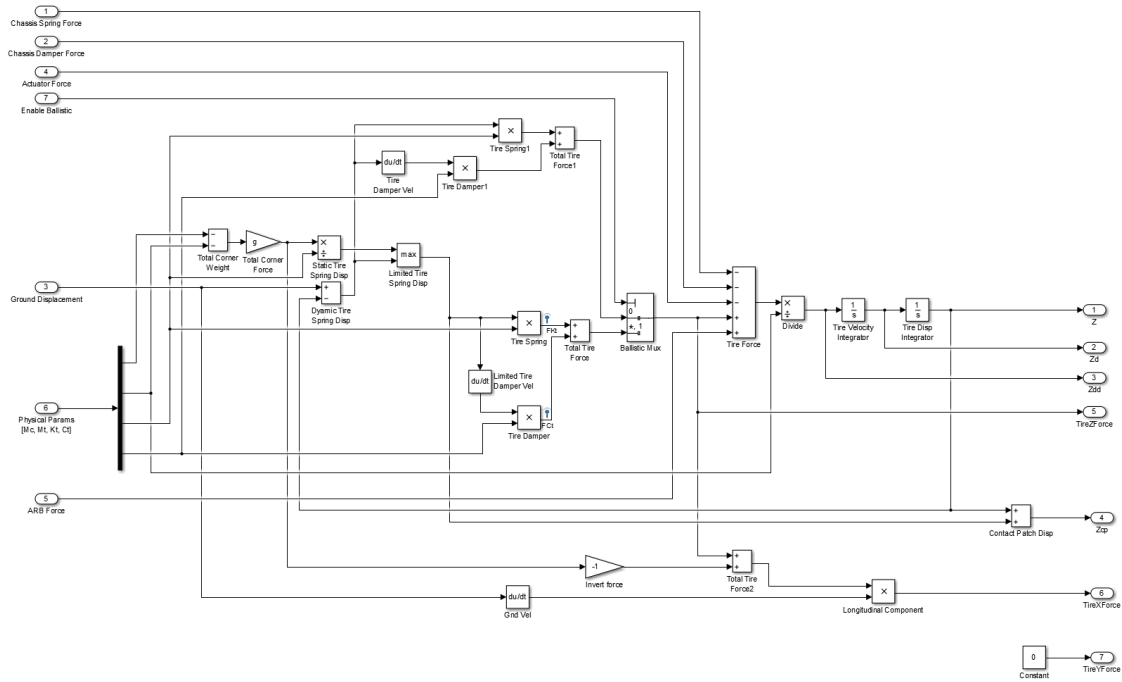 1
Chassis Spring Force
2
Chassis Damper Force
4
Actuator Force
7
Enable Ballistic
×
Tire Spring1
+
+
Total Tire
Force1
du/dt
Tire
Damper Vel
×
Tire Damper1
−
−
Total Corner
Weight
g
Total Corner
Force
×
÷
Static Tire
Spring Disp
max
Limited Tire
Spring Disp
3
Ground Displacement
+
−
Dyamic Tire
Spring Disp
×
Tire Spring
FKt
+
+
Total Tire
Force
0
*, 1
Ballistic Mux
−
−
−
+
+
Tire Force
×
÷
Divide
1
s
Tire Velocity
Integrator
1
s
Tire Disp
Integrator
1
Z
2
Zd
3
Zdd
5
TireZForce
du/dt
Limited Tire
Damper Vel
×
Tire Damper
FCt
6
Physical Params
[Mc, Mt, Kt, Ct]
5
ARB Force
+
+
Contact Patch Disp
4
Zcp
-1
Invert force
+
+
Total Tire
Force2
du/dt
Gnd Vel
×
Longitudinal Component
6
TireXForce
0
Constant
7
TireYForce